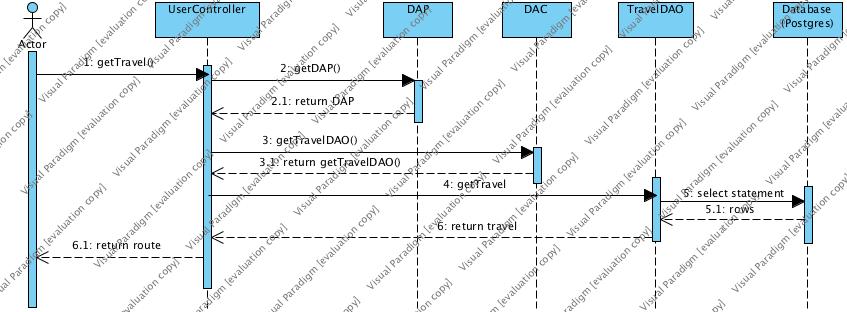 UserController
DAP
DAC
TravelDAO
Database
(Postgres)
Actor
1: getTravel()
2: getDAP()
2.1: return DAP
3: getTravelDAO()
3.1: return getTravelDAO()
4: getTravel
5: select statement
5.1: rows
6: return travel
6.1: return route
Visual Paradigm [evaluation copy]